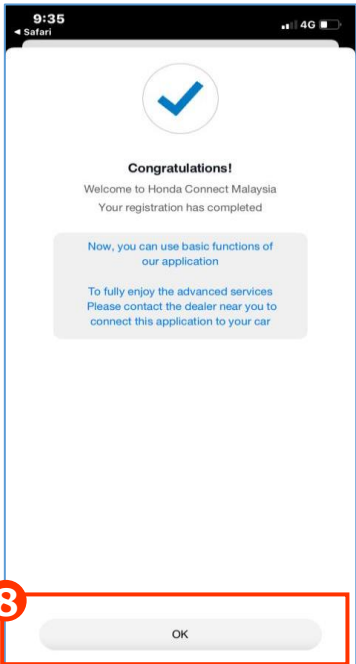 9:35
4G
◄ Safari
Congratulations!
Welcome to Honda Connect Malaysia
Your registration has completed
Now, you can use basic functions of
our application
To fully enjoy the advanced services
Please contact the dealer near you to
connect this application to your car
8
OK